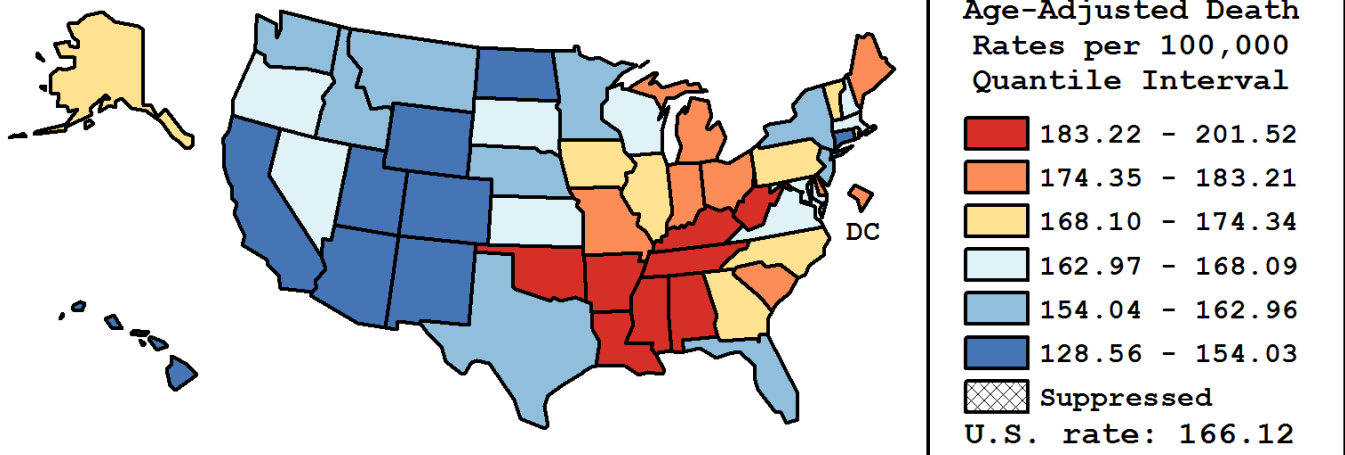 Age-Adjusted Death
Rates per 100,000
Quantile Interval
183.22 - 201.52
174.35 - 183.21
168.10 - 174.34
162.97 - 168.09
154.04 - 162.96
128.56 - 154.03
Suppressed
U.S. rate: 166.12
DC